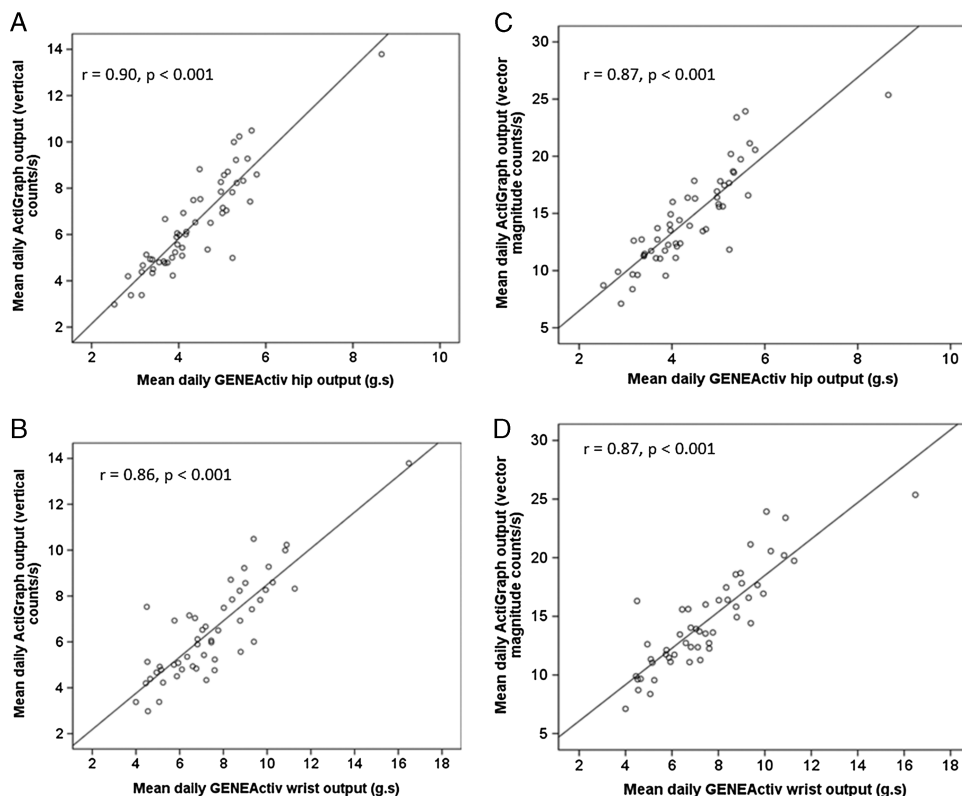 A
Mean daily ActiGraph output (vertical
counts/s)
14
12
10
8
6
4
2
r = 0.90, p < 0.001
2 4 6 8 10
Mean daily GENEActiv hip output (g.s)
C
Mean daily ActiGraph output (vector
magnitude counts/s)
30
25
20
15
10
5
r = 0.87, p < 0.001
2 4 6 8 10
Mean daily GENEActiv hip output (g.s)
B
Mean daily ActiGraph output (vertical
counts/s)
14
12
10
8
6
4
2
r = 0.86, p < 0.001
2 4 6 8 10 12 14 16 18
Mean daily GENEActiv wrist output (g.s)
D
Mean daily ActiGraph output (vector
magnitude counts/s)
30
25
20
15
10
5
r = 0.87, p < 0.001
2 4 6 8 10 12 14 16 18
Mean daily GENEActiv wrist output (g.s)